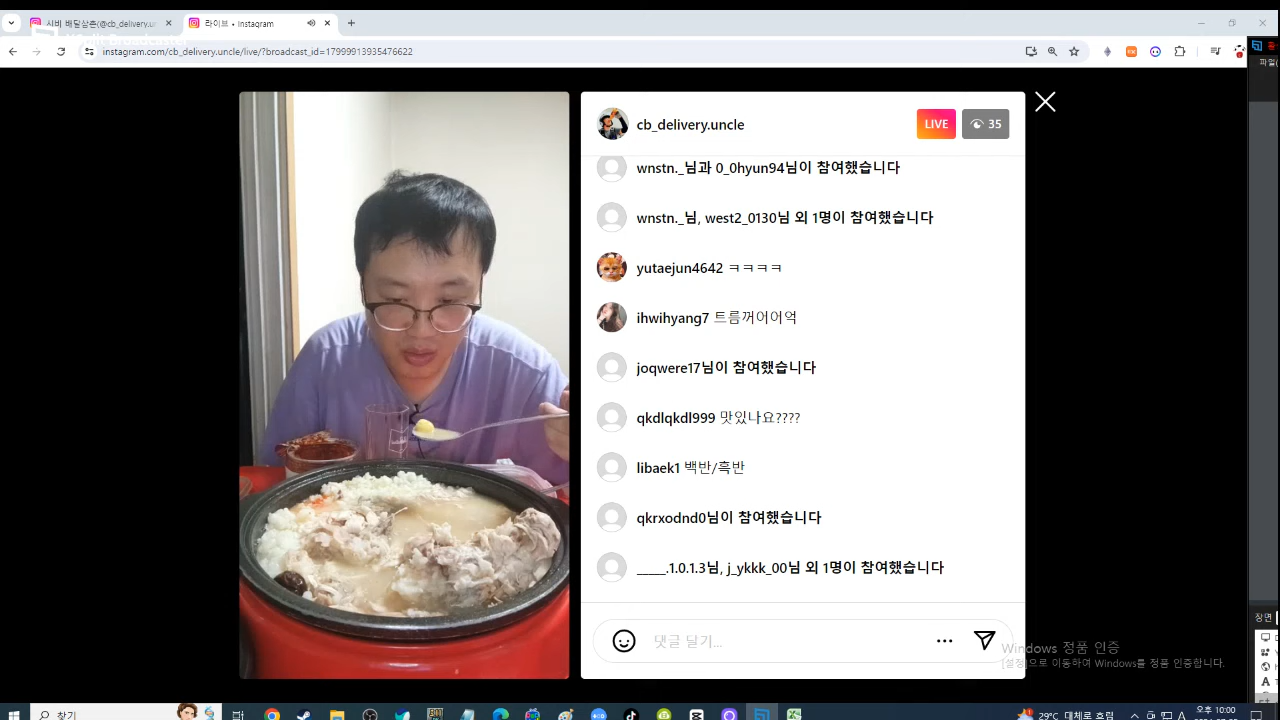 시비 배달삼촌(@cb_delivery.un
라이브 • Instagram
instagram.com/cb_delivery.uncle/live/?broadcast_id=17999913935476622
파일(
cb_delivery.uncle
LIVE
35
wnstn._님과 0_0hyun94님이 참여했습니다
wnstn._님, west2_0130님 외 1명이 참여했습니다
yutaejun4642 ㅋㅋㅋㅋ
ihwihyang7 트름꺼어어억
joqwere17님이 참여했습니다
qkdlqkdl999 맛있나요????
libaek1 백반/흑반
qkrxodnd0님이 참여했습니다
_____.1.0.1.3님, j_ykkk_00님 외 1명이 참여했습니다
댓글 달기...
장면
Windows 정품 인증
[설정]으로 이동하여 Windows를 정품 인증합니다.
찾기
29℃ 대체로 흐림
A
오후 10:00